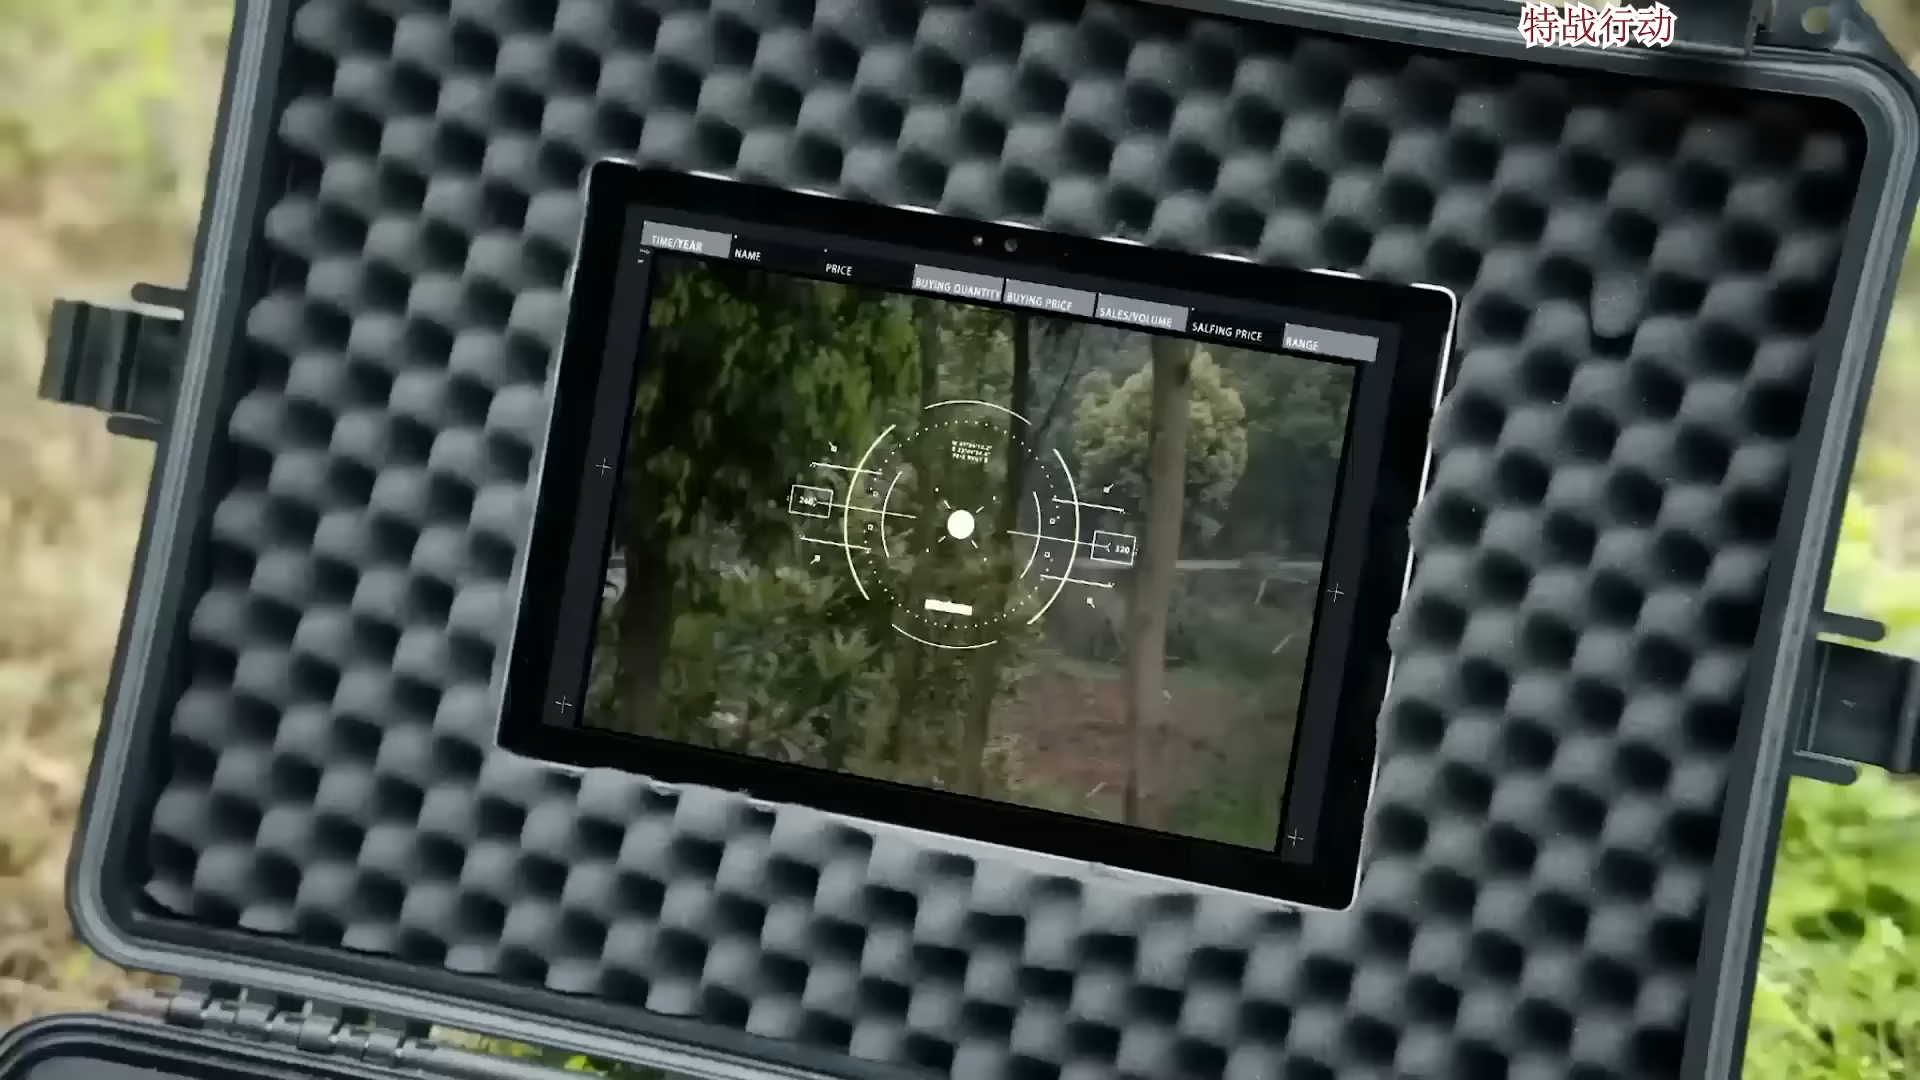 特战行动
TIME/YEAR
NAME
PRICE
BUYING QUANTITY
BUYING PRICE
SALES/VOLUME
SALFING PRICE
RANGE
240
320